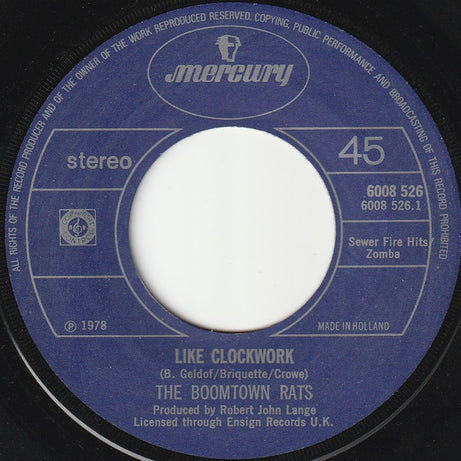 ALL RIGHTS OF THE RECORD PRODUCER AND OF THE OWNER OF THE WORK REPRODUCED RESERVED. COPYING, PUBLIC PERFORMANCE AND BROADCASTING OF THIS RECORD PROHIBITED
mercury
stereo
45
6008 526
6008 526.1
Sewer Fire Hits
Zomba
℗ 1978
MADE IN HOLLAND
LIKE CLOCKWORK
(B. Geldof/Briquette/Crowe)
THE BOOMTOWN RATS
Produced by Robert John Lange
Licensed through Ensign Records U.K.